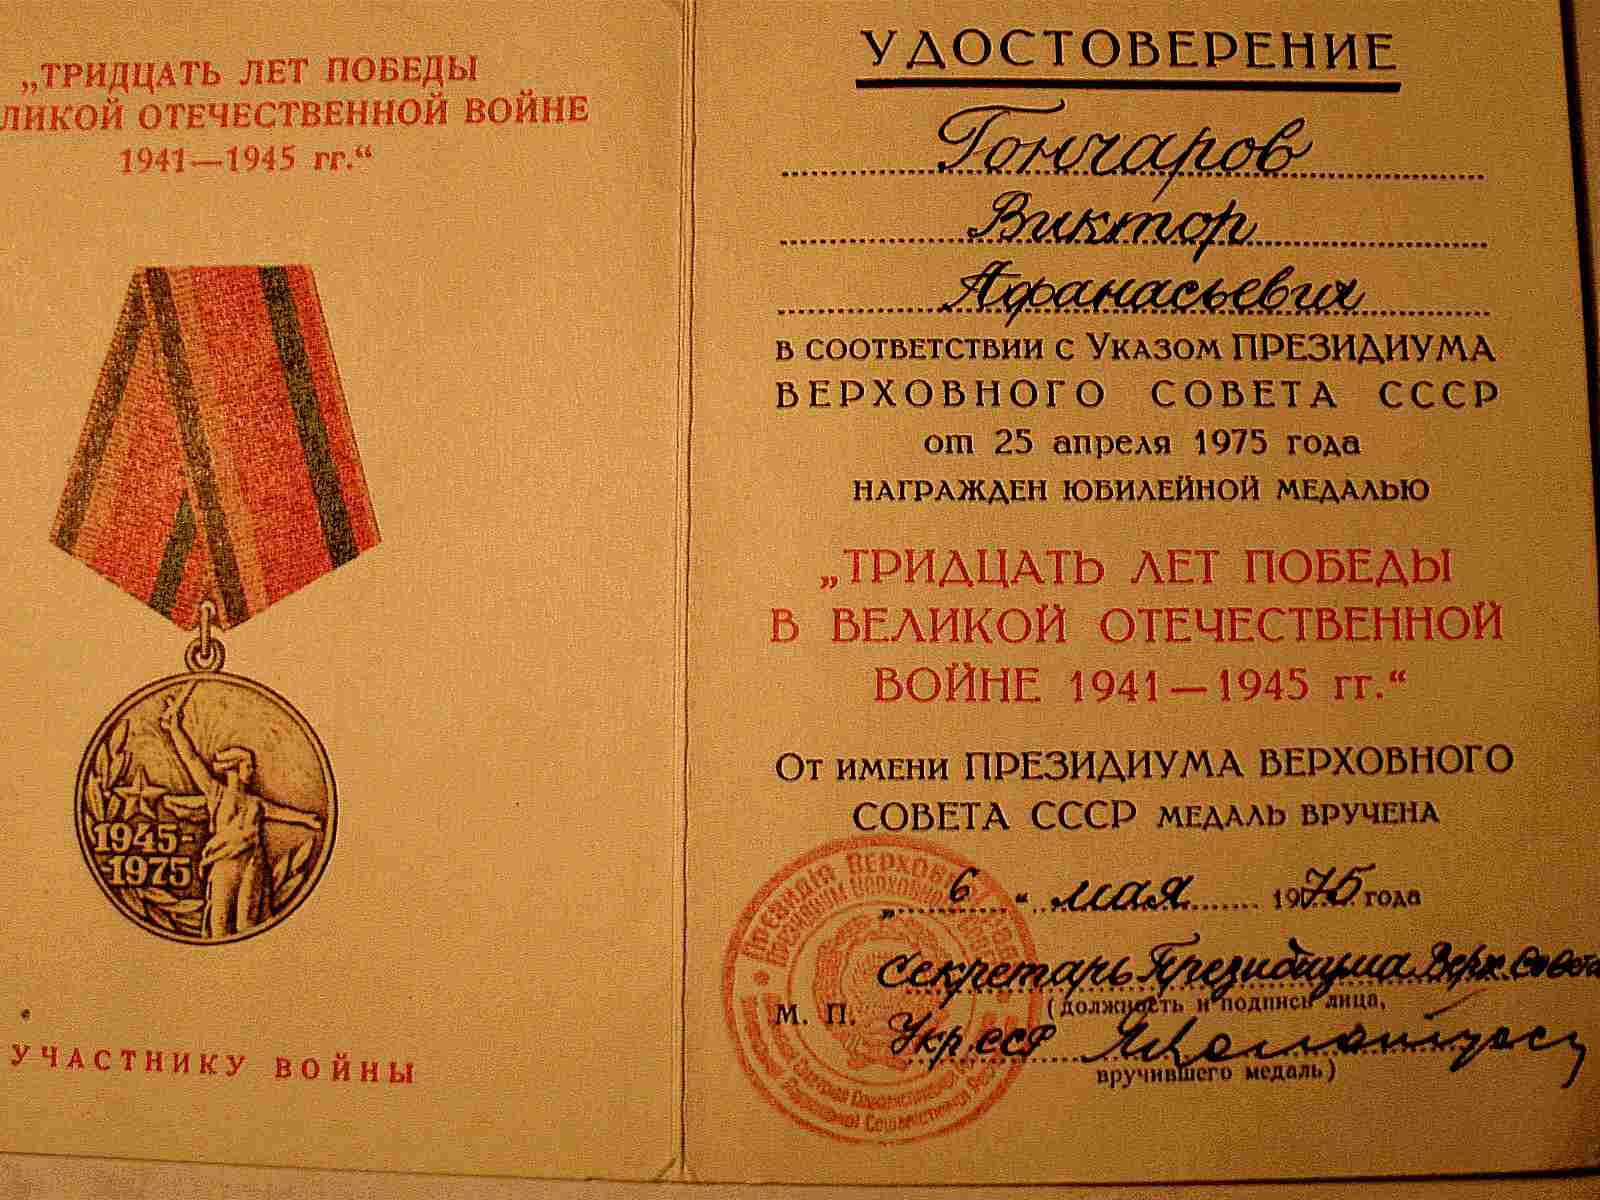 „ТРИДЦАТЬ ЛЕТ ПОБЕДЫ
ЛИКОЙ ОТЕЧЕСТВЕННОЙ ВОЙНЕ
1941—1945 гг.“
1945-
1975
УЧАСТНИКУ ВОЙНЫ
УДОСТОВЕРЕНИЕ
Гончаров
Виктор
Афанасьевич
в соответствии с Указом ПРЕЗИДИУМА
ВЕРХОВНОГО СОВЕТА СССР
от 25 апреля 1975 года
НАГРАЖДЕН ЮБИЛЕЙНОЙ МЕДАЛЬЮ
„ТРИДЦАТЬ ЛЕТ ПОБЕДЫ
В ВЕЛИКОЙ ОТЕЧЕСТВЕННОЙ
ВОЙНЕ 1941—1945 гг.“
От имени ПРЕЗИДИУМА ВЕРХОВНОГО
СОВЕТА СССР МЕДАЛЬ ВРУЧЕНА
„6“ мая 1975 года
Секретарь Президиума Верх. Совета
М. П. (должность и подпись лица,
Укр.ССР
вручившего медаль)